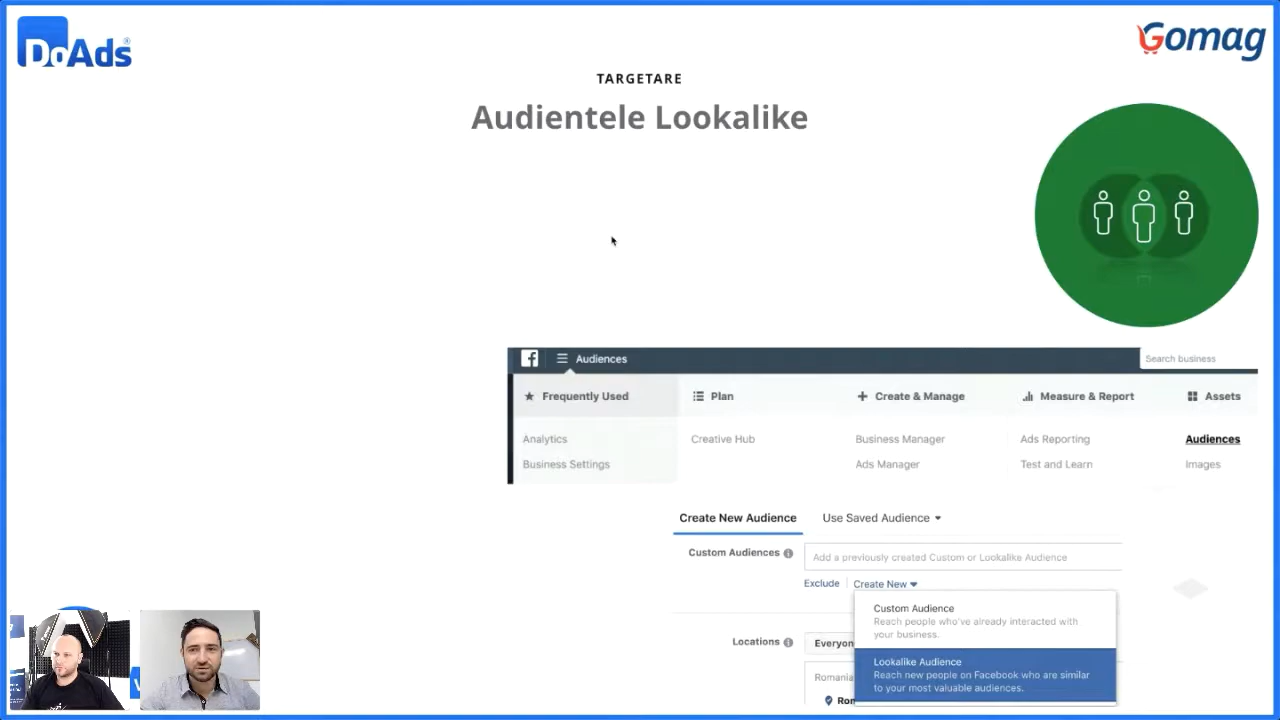 DoAds®
Gomag
TARGETARE
Audientele Lookalike
Audiences
Search business
Frequently Used
Plan
Create & Manage
Measure & Report
Assets
Analytics
Creative Hub
Business Manager
Ads Reporting
Audiences
Business Settings
Ads Manager
Test and Learn
Images
Create New Audience
Use Saved Audience
Custom Audiences
Add a previously created Custom or Lookalike Audience
Exclude
Create New
Custom Audience
Reach people who've already interacted with
your business.
Locations
Everyon
Lookalike Audience
Reach new people on Facebook who are similar
to your most valuable audiences.
Romania
Ron